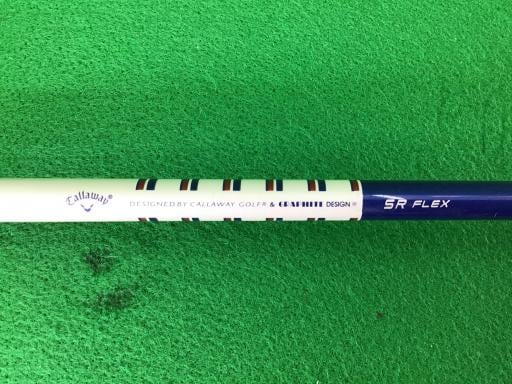 Callaway®
DESIGNED BY CALLAWAY GOLF® & GRAPHITE DESIGN®
SR FLEX